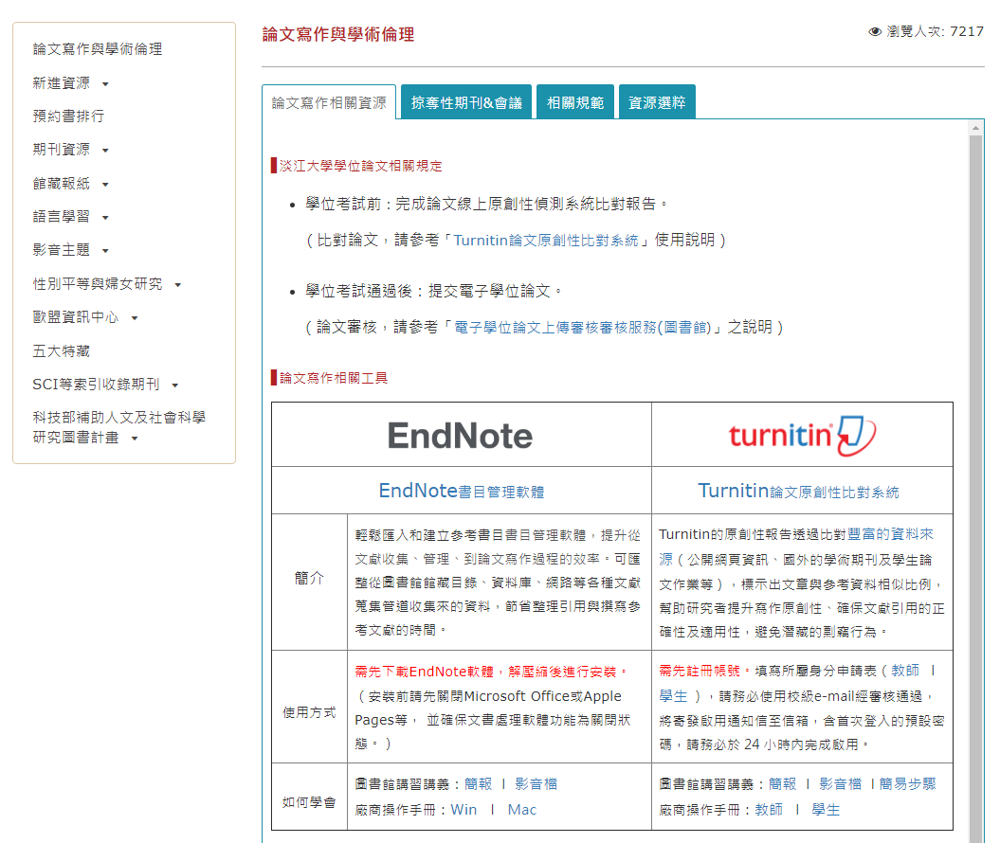 論文寫作與學術倫理
新進資源
預約書排行
期刊資源
館藏報紙
語言學習
影音主題
性別平等與婦女研究
歐盟資訊中心
五大特藏
SCI等索引收錄期刊
科技部補助人文及社會科學
研究圖書計畫
論文寫作與學術倫理
瀏覽人次: 7217
論文寫作相關資源 掠奪性期刊&會議 相關規範 資源選粹
淡江大學學位論文相關規定
• 學位考試前：完成論文線上原創性偵測系統比對報告。
（比對論文，請參考「Turnitin論文原創性比對系統」使用說明）
• 學位考試通過後：提交電子學位論文。
（論文審核，請參考「電子學位論文上傳審核審核服務(圖書館)」之說明）
論文寫作相關工具
EndNote
turnitin
EndNote書目管理軟體
Turnitin論文原創性比對系統
簡介
輕鬆匯入和建立參考書目書目管理軟體，提升從
文獻收集、管理、到論文寫作過程的效率。可匯
整從圖書館館藏目錄、資料庫、網路等各種文獻
蒐集管道收集來的資料，節省整理引用與撰寫參
考文獻的時間。
Turnitin的原創性報告透過比對豐富的資料來
源（公開網頁資訊、國外的學術期刊及學生論
文作業等），標示出文章與參考資料相似比例，
幫助研究者提升寫作原創性、確保文獻引用的正
確性及適用性，避免潛藏的剽竊行為。
使用方式
需先下載EndNote軟體，解壓縮後進行安裝。
（安裝前請先關閉Microsoft Office或Apple
Pages等， 並確保文書處理軟體功能為關閉狀
態。）
需先註冊帳號。填寫所屬身分申請表（教師 ｌ
學生 ），請務必使用校級e-mail經審核通過，
將寄發啟用通知信至信箱，含首次登入的預設密
碼，請務必於 24 小時內完成啟用。
如何學會
圖書館講習講義：簡報 ｌ 影音檔
廠商操作手冊：Win ｌ Mac
圖書館講習講義：簡報 ｌ 影音檔 ｌ簡易步驟
廠商操作手冊：教師 ｌ 學生